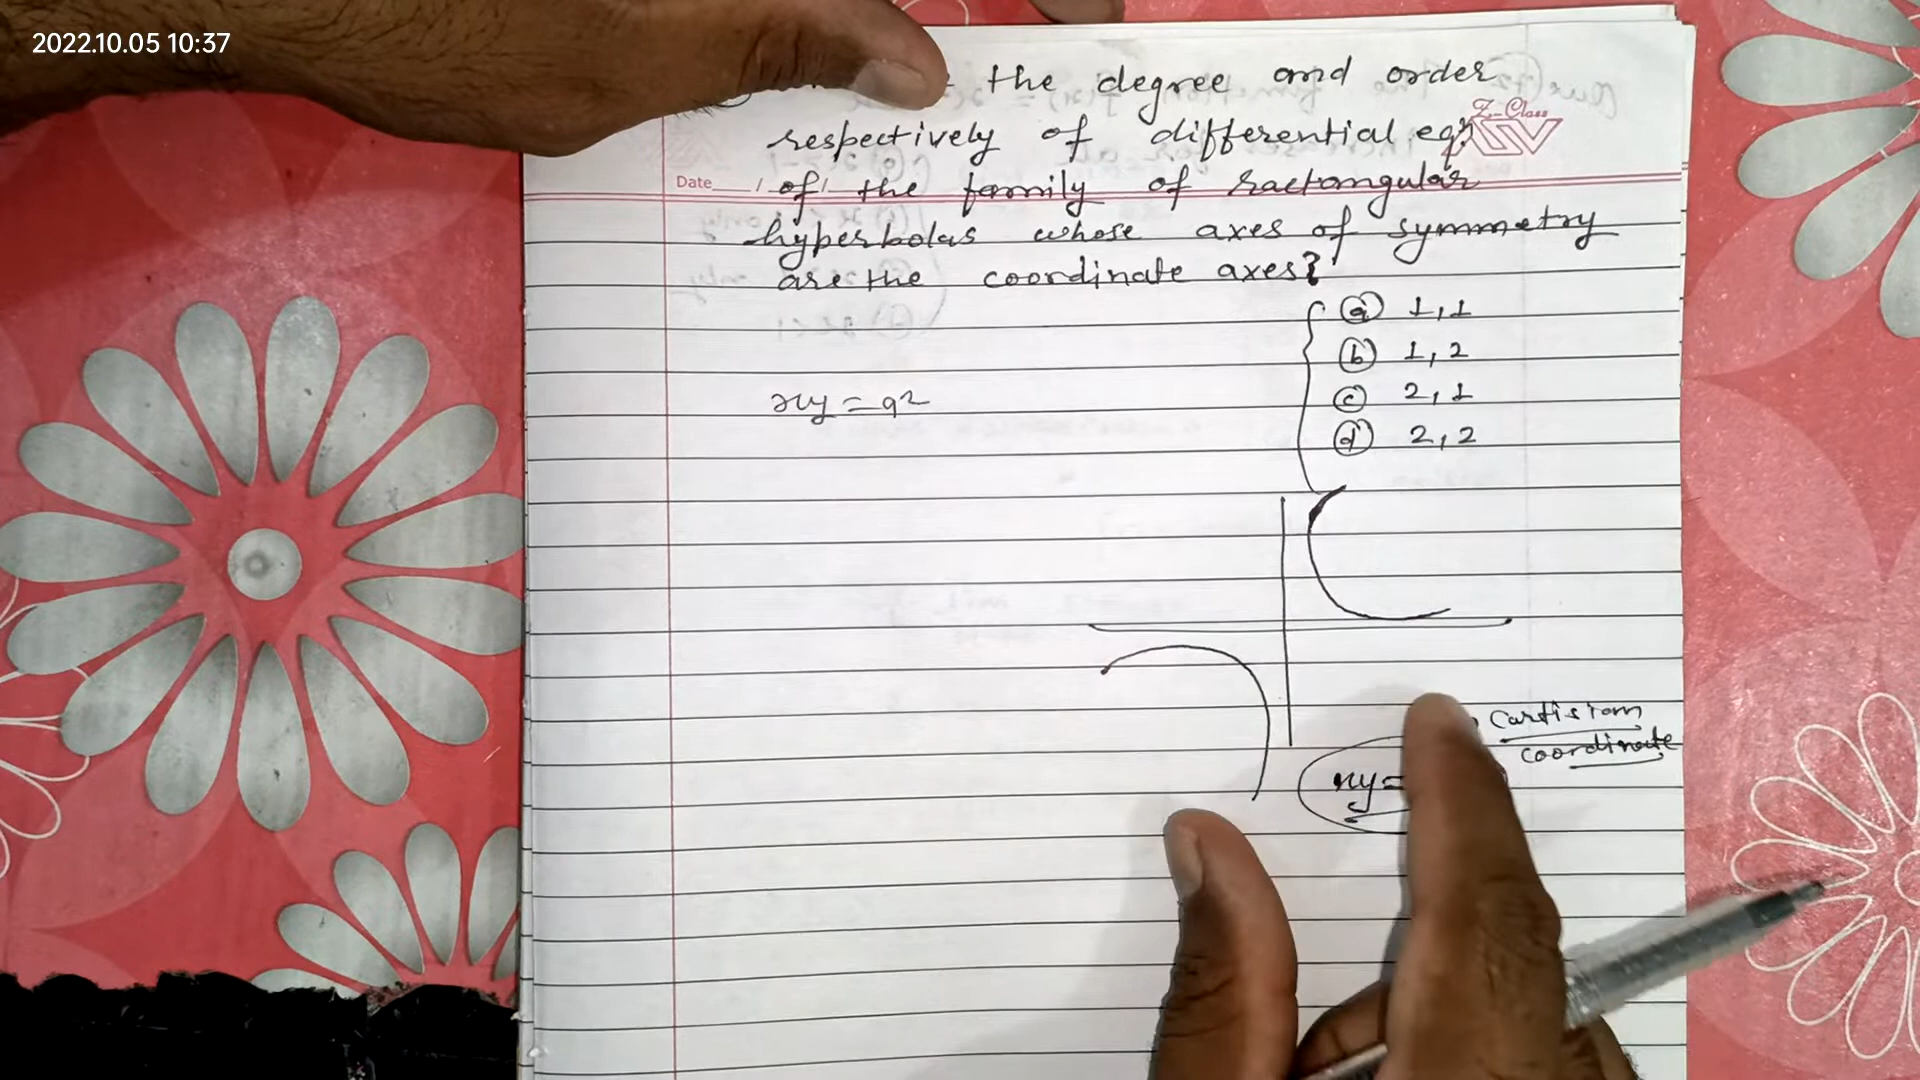 2022.10.05 10:37
the degree and order
Z-Class
respectively of differential eqn
Date
of the family of ractangular
hyperbolas whose axes of symmetry
are the coordinate axes?
(a) 1,1
(b) 1,2
xy = a²
(c) 2,1
(d) 2,2
Cartisian
coordinate
xy=